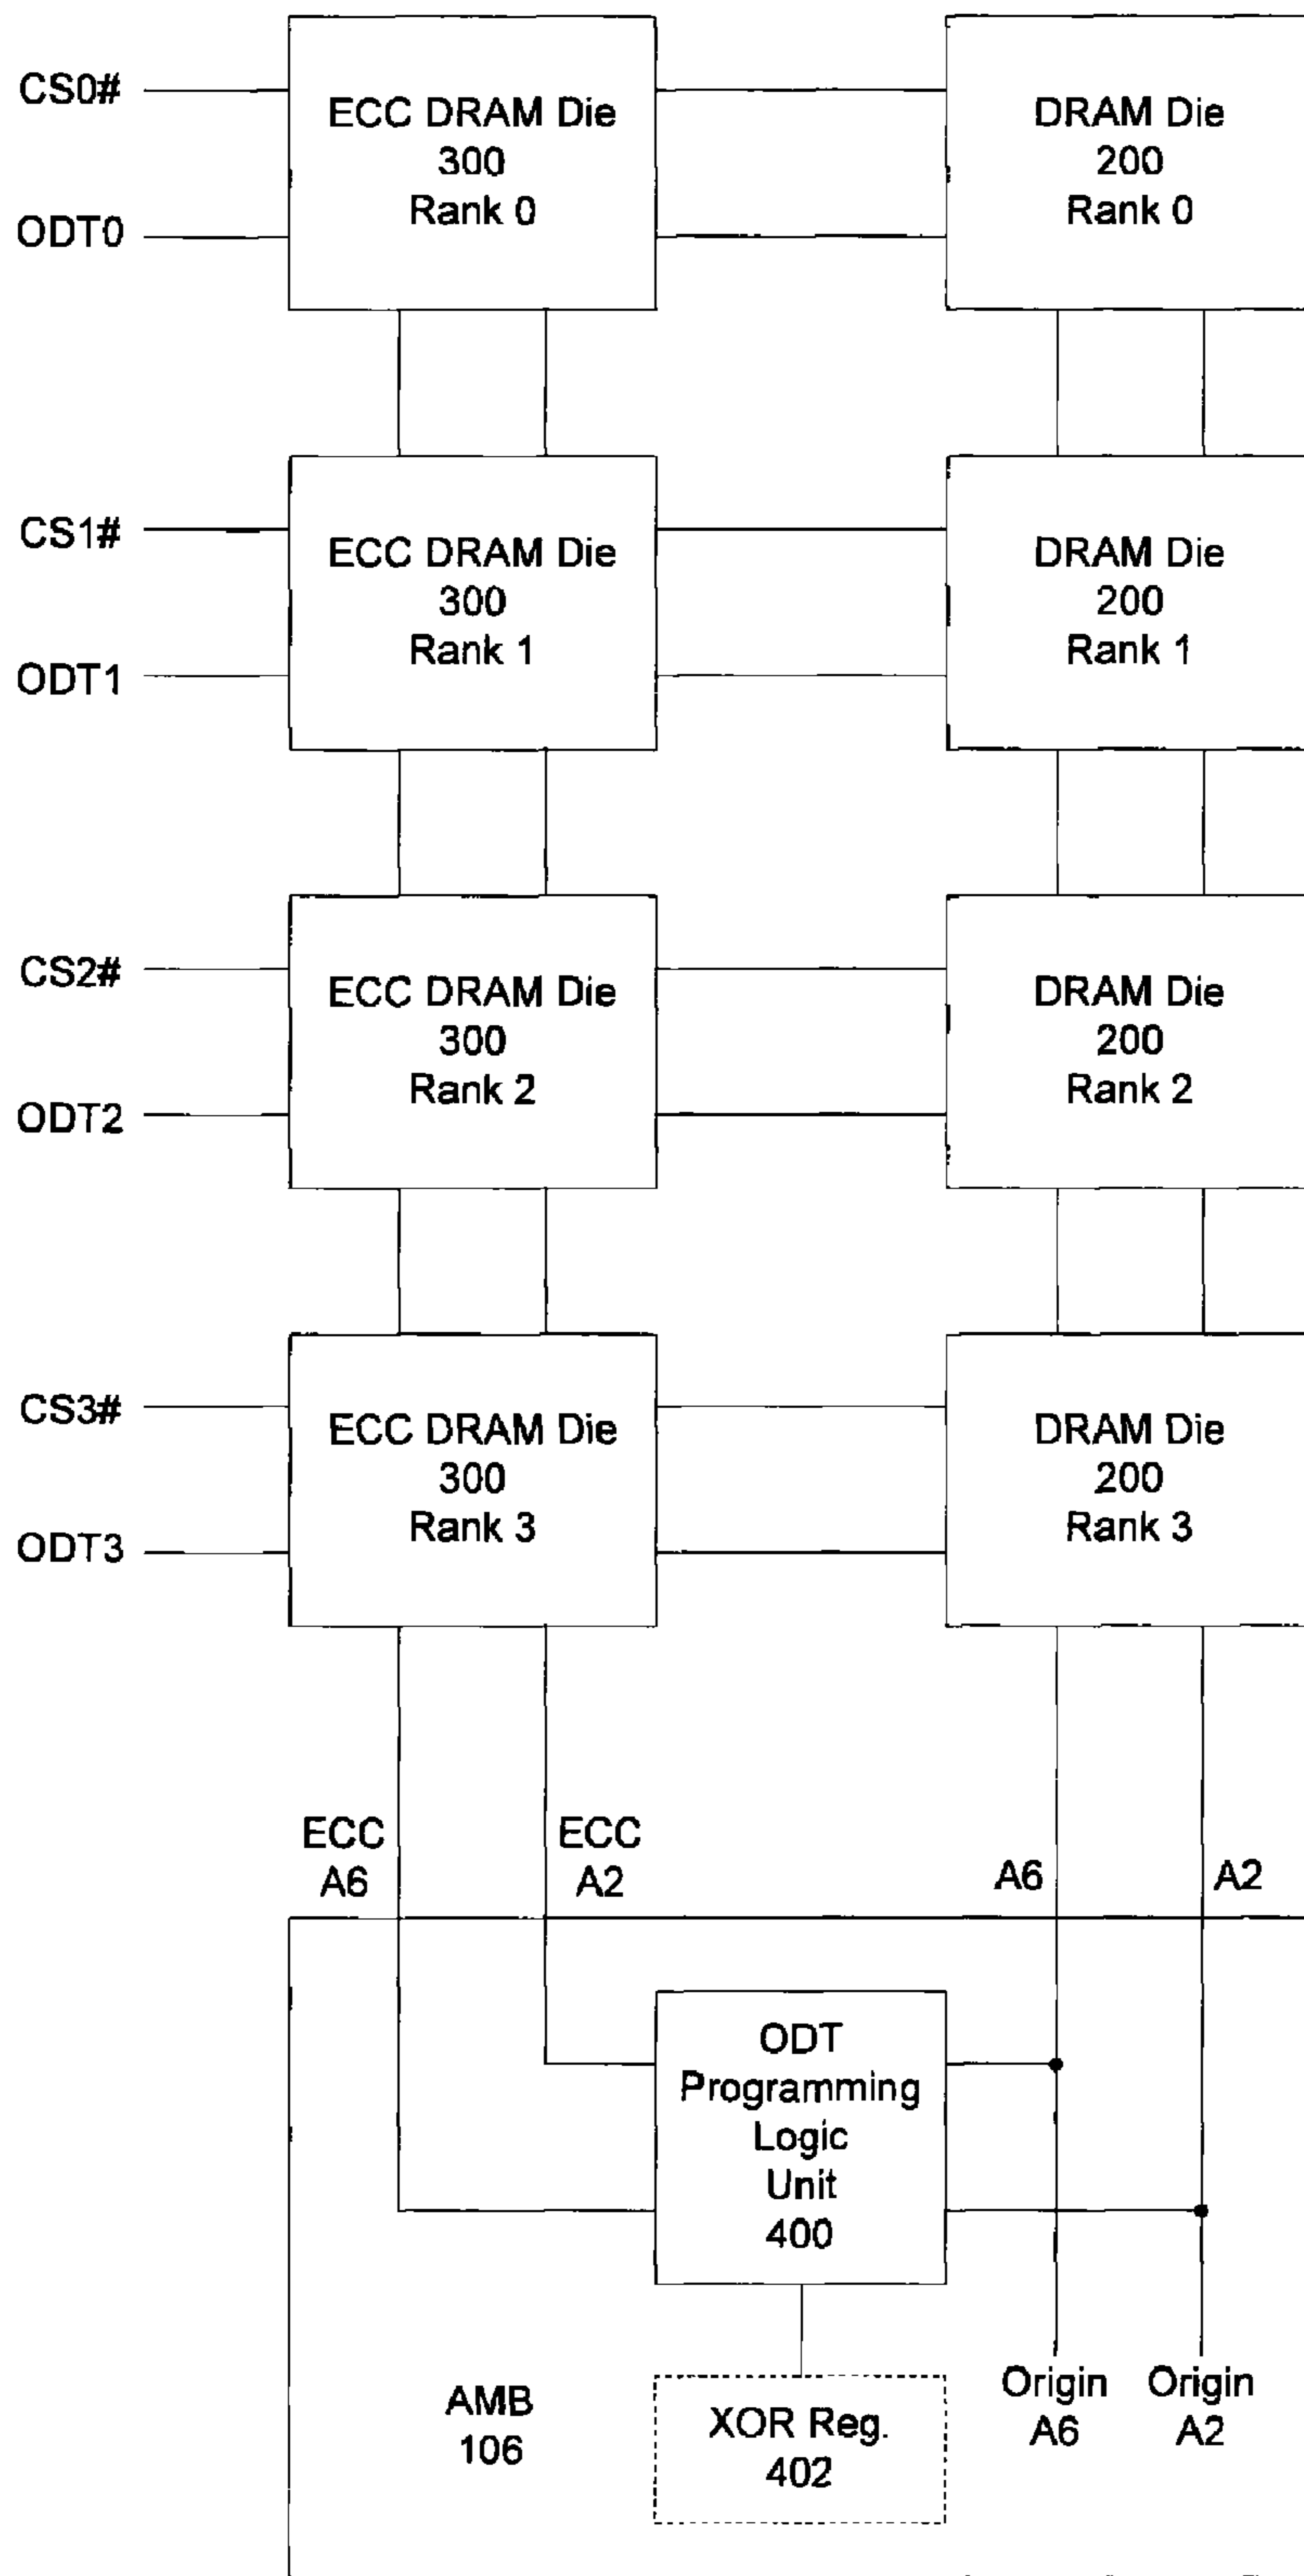 CS0#
ECC DRAM Die
300
Rank 0
DRAM Die
200
Rank 0
ODT0
CS1#
ECC DRAM Die
300
Rank 1
DRAM Die
200
Rank 1
ODT1
CS2#
ECC DRAM Die
300
Rank 2
DRAM Die
200
Rank 2
ODT2
CS3#
ECC DRAM Die
300
Rank 3
DRAM Die
200
Rank 3
ODT3
ECC
A6
ECC
A2
A6
A2
ODT
Programming
Logic
Unit
400
AMB
106
XOR Reg.
402
Origin
A6
Origin
A2